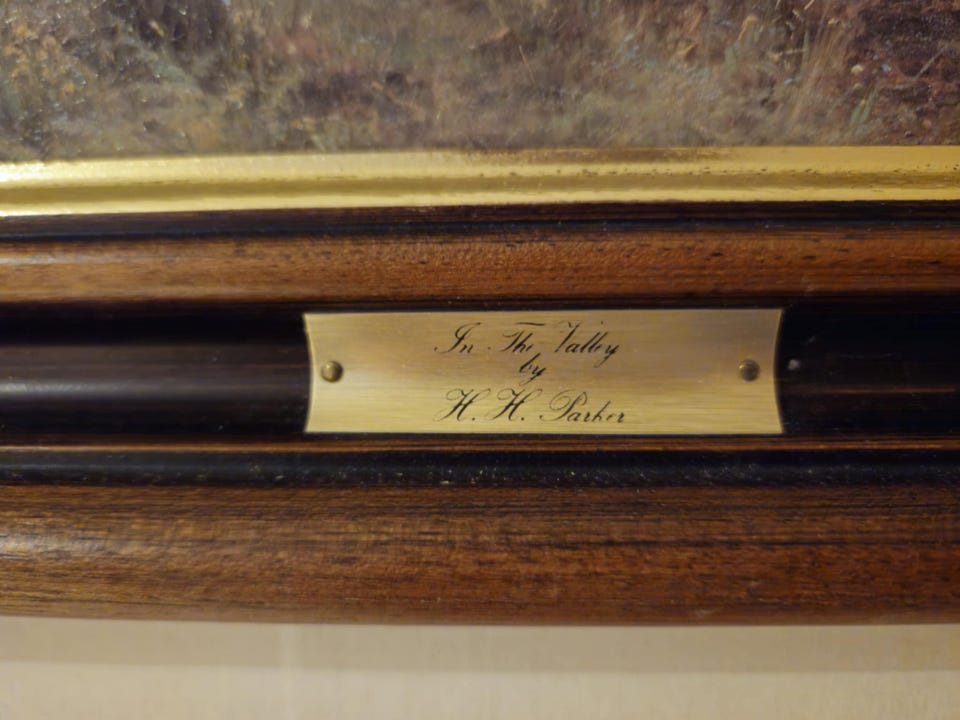 In The Valley
by
H. H. Parker